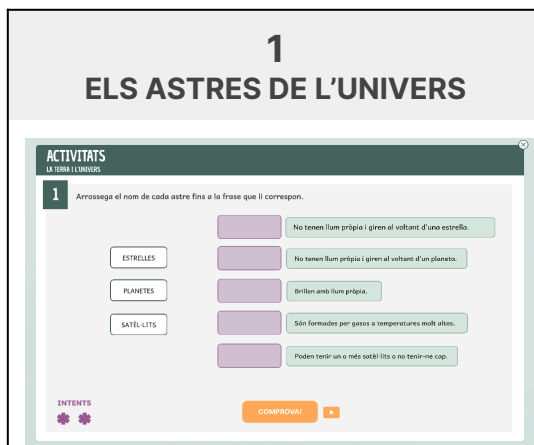 1
ELS ASTRES DE L'UNIVERS
ACTIVITATS
LA TERRA I L'UNIVERS
1 Arrossega el nom de cada astre fins a la frase que li correspon.
No tenen llum pròpia i giren al voltant d'una estrella.
ESTRELLES
No tenen llum pròpia i giren al voltant d'un planeta.
PLANETES
Brillen amb llum pròpia.
SATÈL·LITS
Són formades per gasos a temperatures molt altes.
Poden tenir un o més satèl·lits o no tenir-ne cap.
INTENTS
COMPROVA!